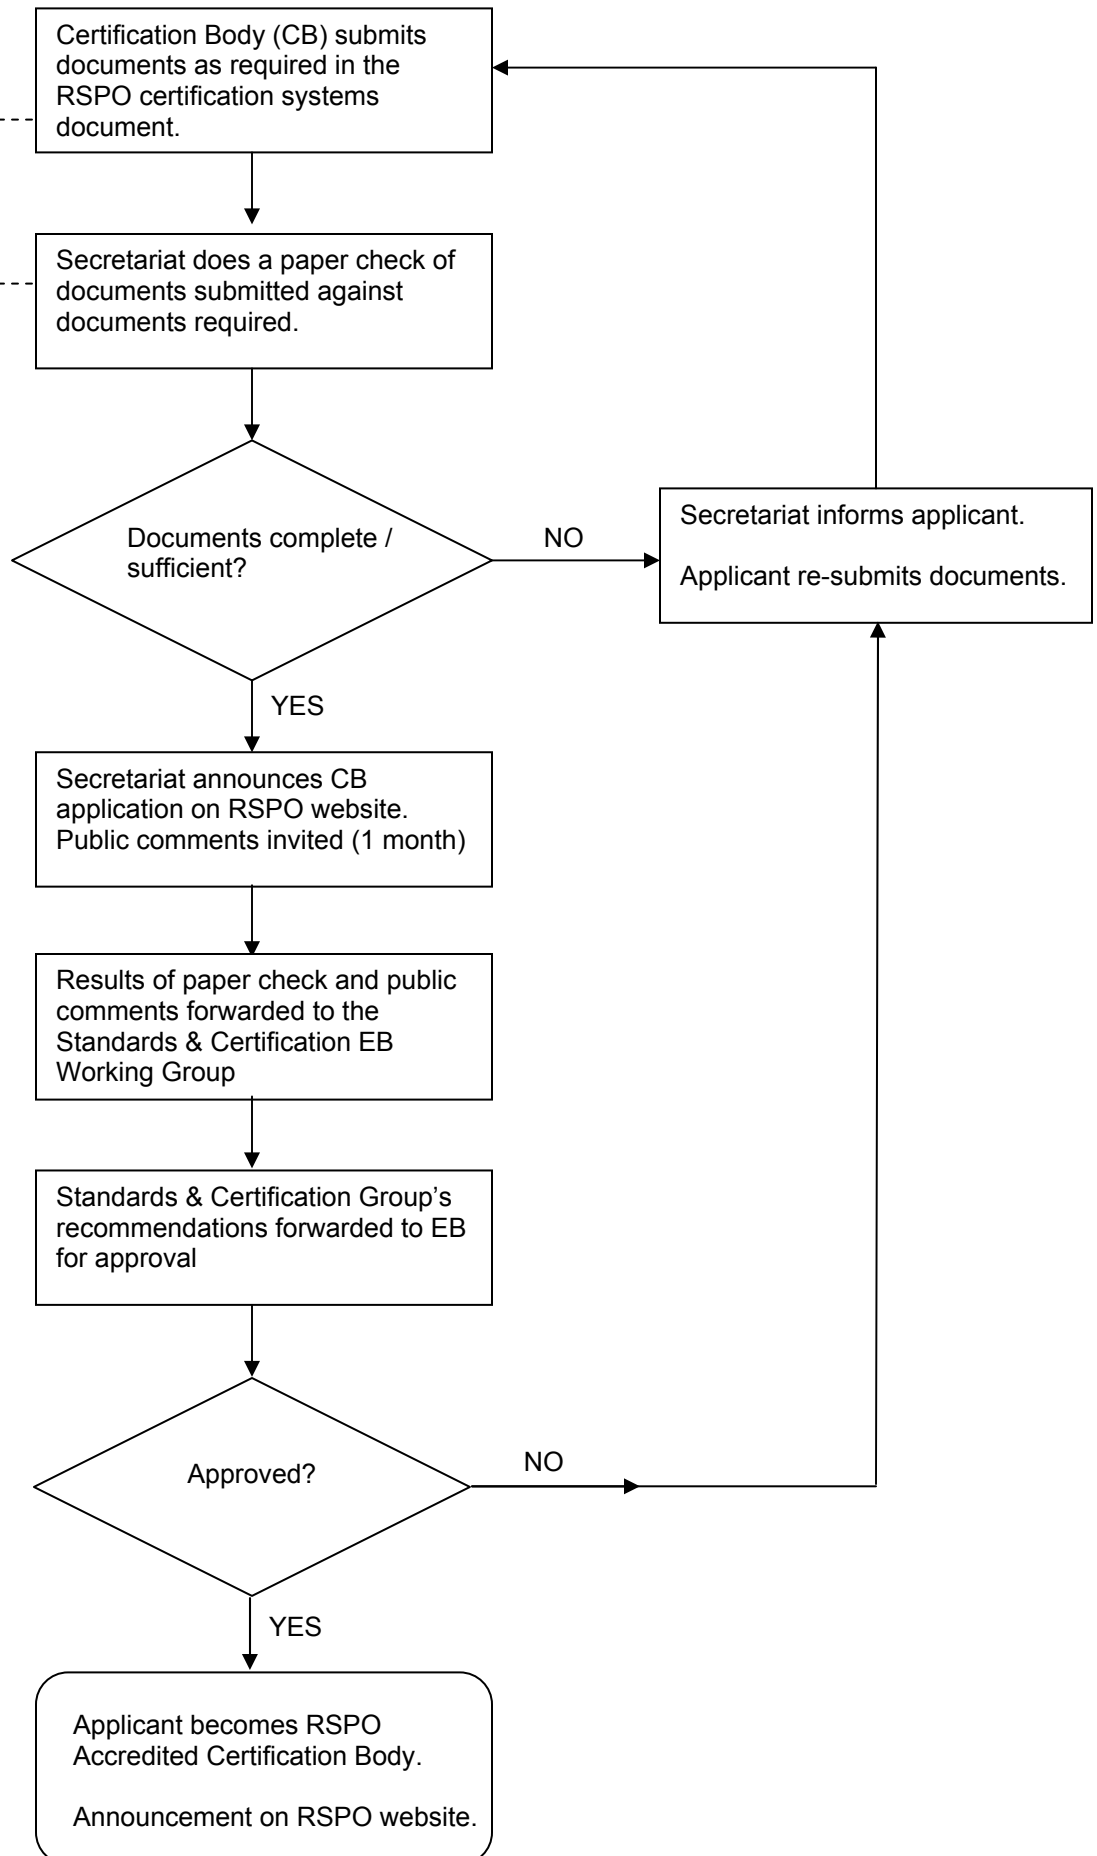 Certification Body (CB) submits
documents as required in the
RSPO certification systems
document.
Secretariat does a paper check of
documents submitted against
documents required.
Documents complete /
sufficient?
NO
Secretariat informs applicant.
Applicant re-submits documents.
YES
Secretariat announces CB
application on RSPO website.
Public comments invited (1 month)
Results of paper check and public
comments forwarded to the
Standards & Certification EB
Working Group
Standards & Certification Group’s
recommendations forwarded to EB
for approval
Approved?
NO
YES
Applicant becomes RSPO
Accredited Certification Body.
Announcement on RSPO website.